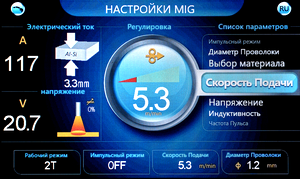 НАСТРОЙКИ MIG
RU
Электрический ток
A
117
Al-Si
3.3mm
напряжение
V
20.7
0%
Регулировка
5.3
m/min
Список параметров
Импульсный режим
Диаметр Проволоки
Выбор материала
Скорость Подачи
Напряжение
Индуктивность
Частота Пульса
Рабочий режим
2T
Импульсный режим
OFF
Скорость Подачи
5.3 m/min
Диаметр Проволоки
ϕ 1.2 mm